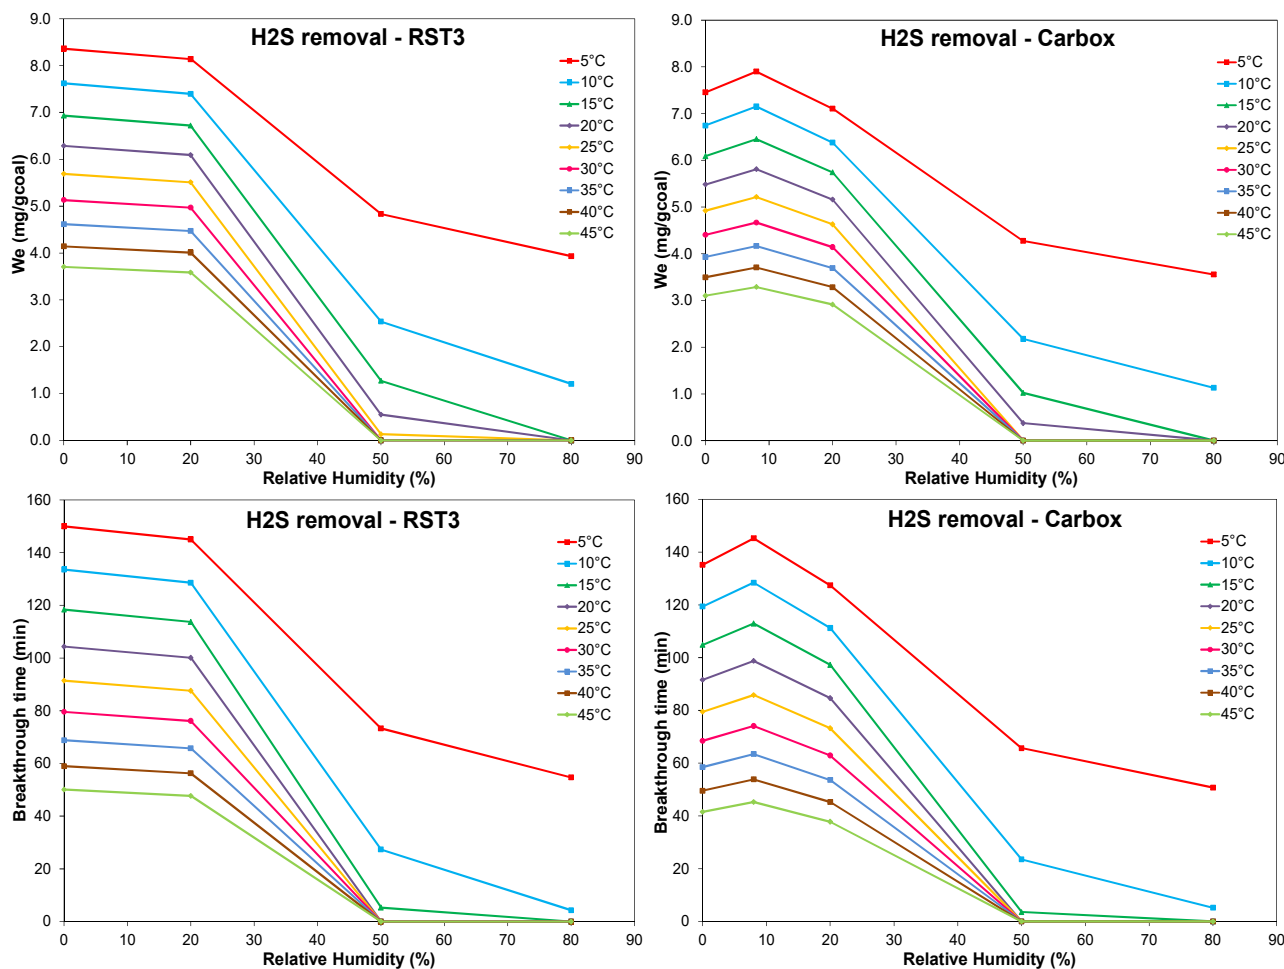 H2S removal - RST3
We (mg/gcoal)
9.0
8.0
7.0
6.0
5.0
4.0
3.0
2.0
1.0
0.0
0 10 20 30 40 50 60 70 80 90
Relative Humidity (%)
5°C
10°C
15°C
20°C
25°C
30°C
35°C
40°C
45°C
H2S removal - Carbox
We (mg/gcoal)
9.0
8.0
7.0
6.0
5.0
4.0
3.0
2.0
1.0
0.0
0 10 20 30 40 50 60 70 80 90
Relative Humidity (%)
5°C
10°C
15°C
20°C
25°C
30°C
35°C
40°C
45°C
H2S removal - RST3
Breakthrough time (min)
160
140
120
100
80
60
40
20
0
0 10 20 30 40 50 60 70 80 90
Relative Humidity (%)
5°C
10°C
15°C
20°C
25°C
30°C
35°C
40°C
45°C
H2S removal - Carbox
Breakthrough time (min)
160
140
120
100
80
60
40
20
0
0 10 20 30 40 50 60 70 80 90
Relative Humidity (%)
5°C
10°C
15°C
20°C
25°C
30°C
35°C
40°C
45°C